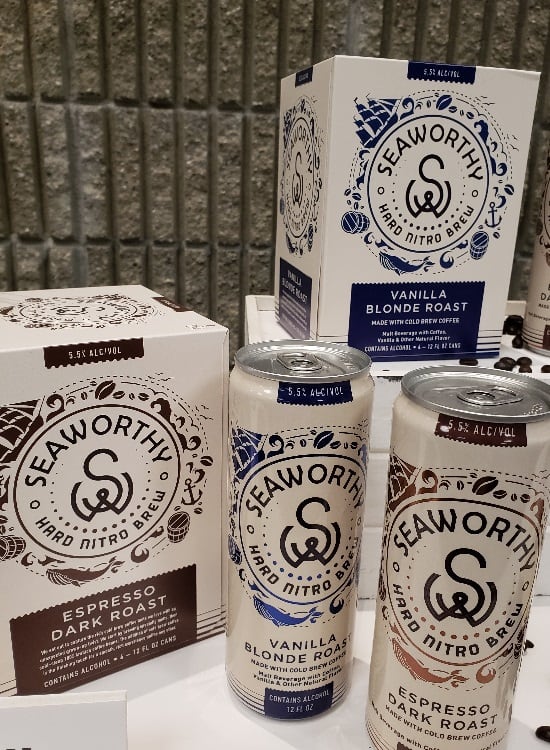 5.5% ALC/VOL
SEAWORTHY
HARD NITRO BREW
VANILLA
BLONDE ROAST
MADE WITH COLD BREW COFFEE
Malt Beverage with Coffee,
Vanilla & Other Natural Flavor
CONTAINS ALCOHOL • 4 – 12 FL OZ CANS
SEAWORTHY
VANILLA
BLONDE ROAST
5.5% ALC/VOL
SEAWORTHY
HARD NITRO BREW
ESPRESSO
DARK ROAST
CONTAINS ALCOHOL • 4 – 12 FL OZ CANS
5.5% ALC/VOL
SEAWORTHY
HARD NITRO BREW
VANILLA
BLONDE ROAST
MADE WITH COLD BREW COFFEE
Malt Beverage with Coffee,
Vanilla & Other Natural Flavor
CONTAINS ALCOHOL
12 FL OZ
5.5% ALC/VOL
SEAWORTHY
HARD NITRO BREW
ESPRESSO
DARK ROAST
MADE WITH COLD BREW COFFEE